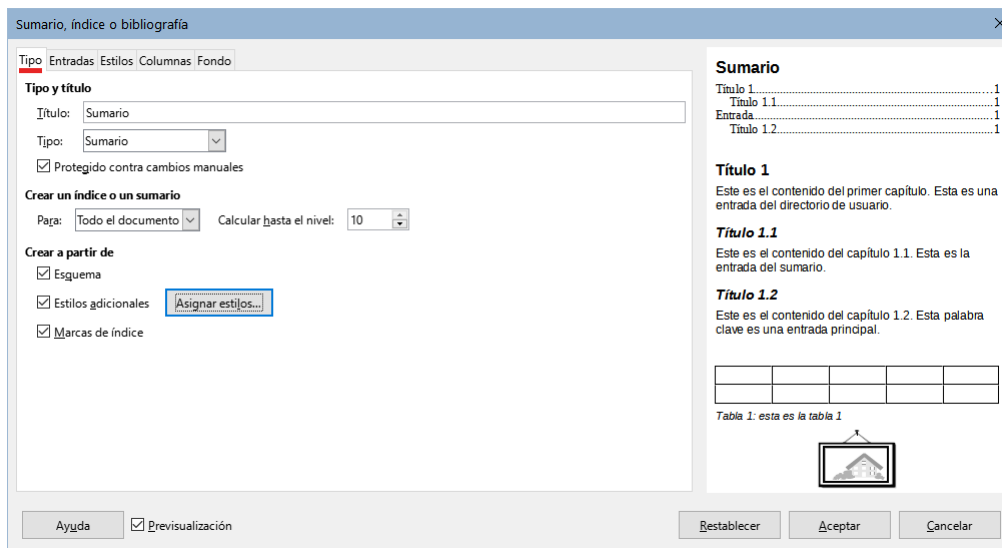 Sumario, índice o bibliografía
Tipo Entradas Estilos Columnas Fondo
Tipo y título
Título: Sumario
Tipo: Sumario
Protegido contra cambios manuales
Crear un índice o un sumario
Para: Todo el documento Calcular hasta el nivel: 10
Crear a partir de
Esquema
Estilos adicionales Asignar estilos...
Marcas de índice
Ayuda Previsualización
Sumario
Título 1...1
Título 1.1...1
Entrada...1
Título 1.2...1
Título 1
Este es el contenido del primer capítulo. Esta es una
entrada del directorio de usuario.
Título 1.1
Este es el contenido del capítulo 1.1. Esta es la
entrada del sumario.
Título 1.2
Este es el contenido del capítulo 1.2. Esta palabra
clave es una entrada principal.
Tabla 1: esta es la tabla 1
Restablecer Aceptar Cancelar